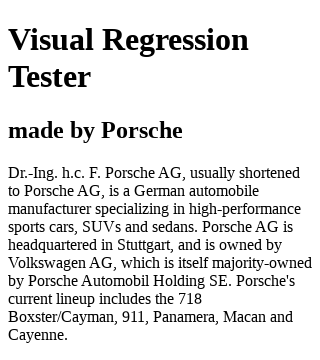 Visual Regression
Tester
made by Porsche
Dr.-Ing. h.c. F. Porsche AG, usually shortened
to Porsche AG, is a German automobile
manufacturer specializing in high-performance
sports cars, SUVs and sedans. Porsche AG is
headquartered in Stuttgart, and is owned by
Volkswagen AG, which is itself majority-owned
by Porsche Automobil Holding SE. Porsche's
current lineup includes the 718
Boxster/Cayman, 911, Panamera, Macan and
Cayenne.